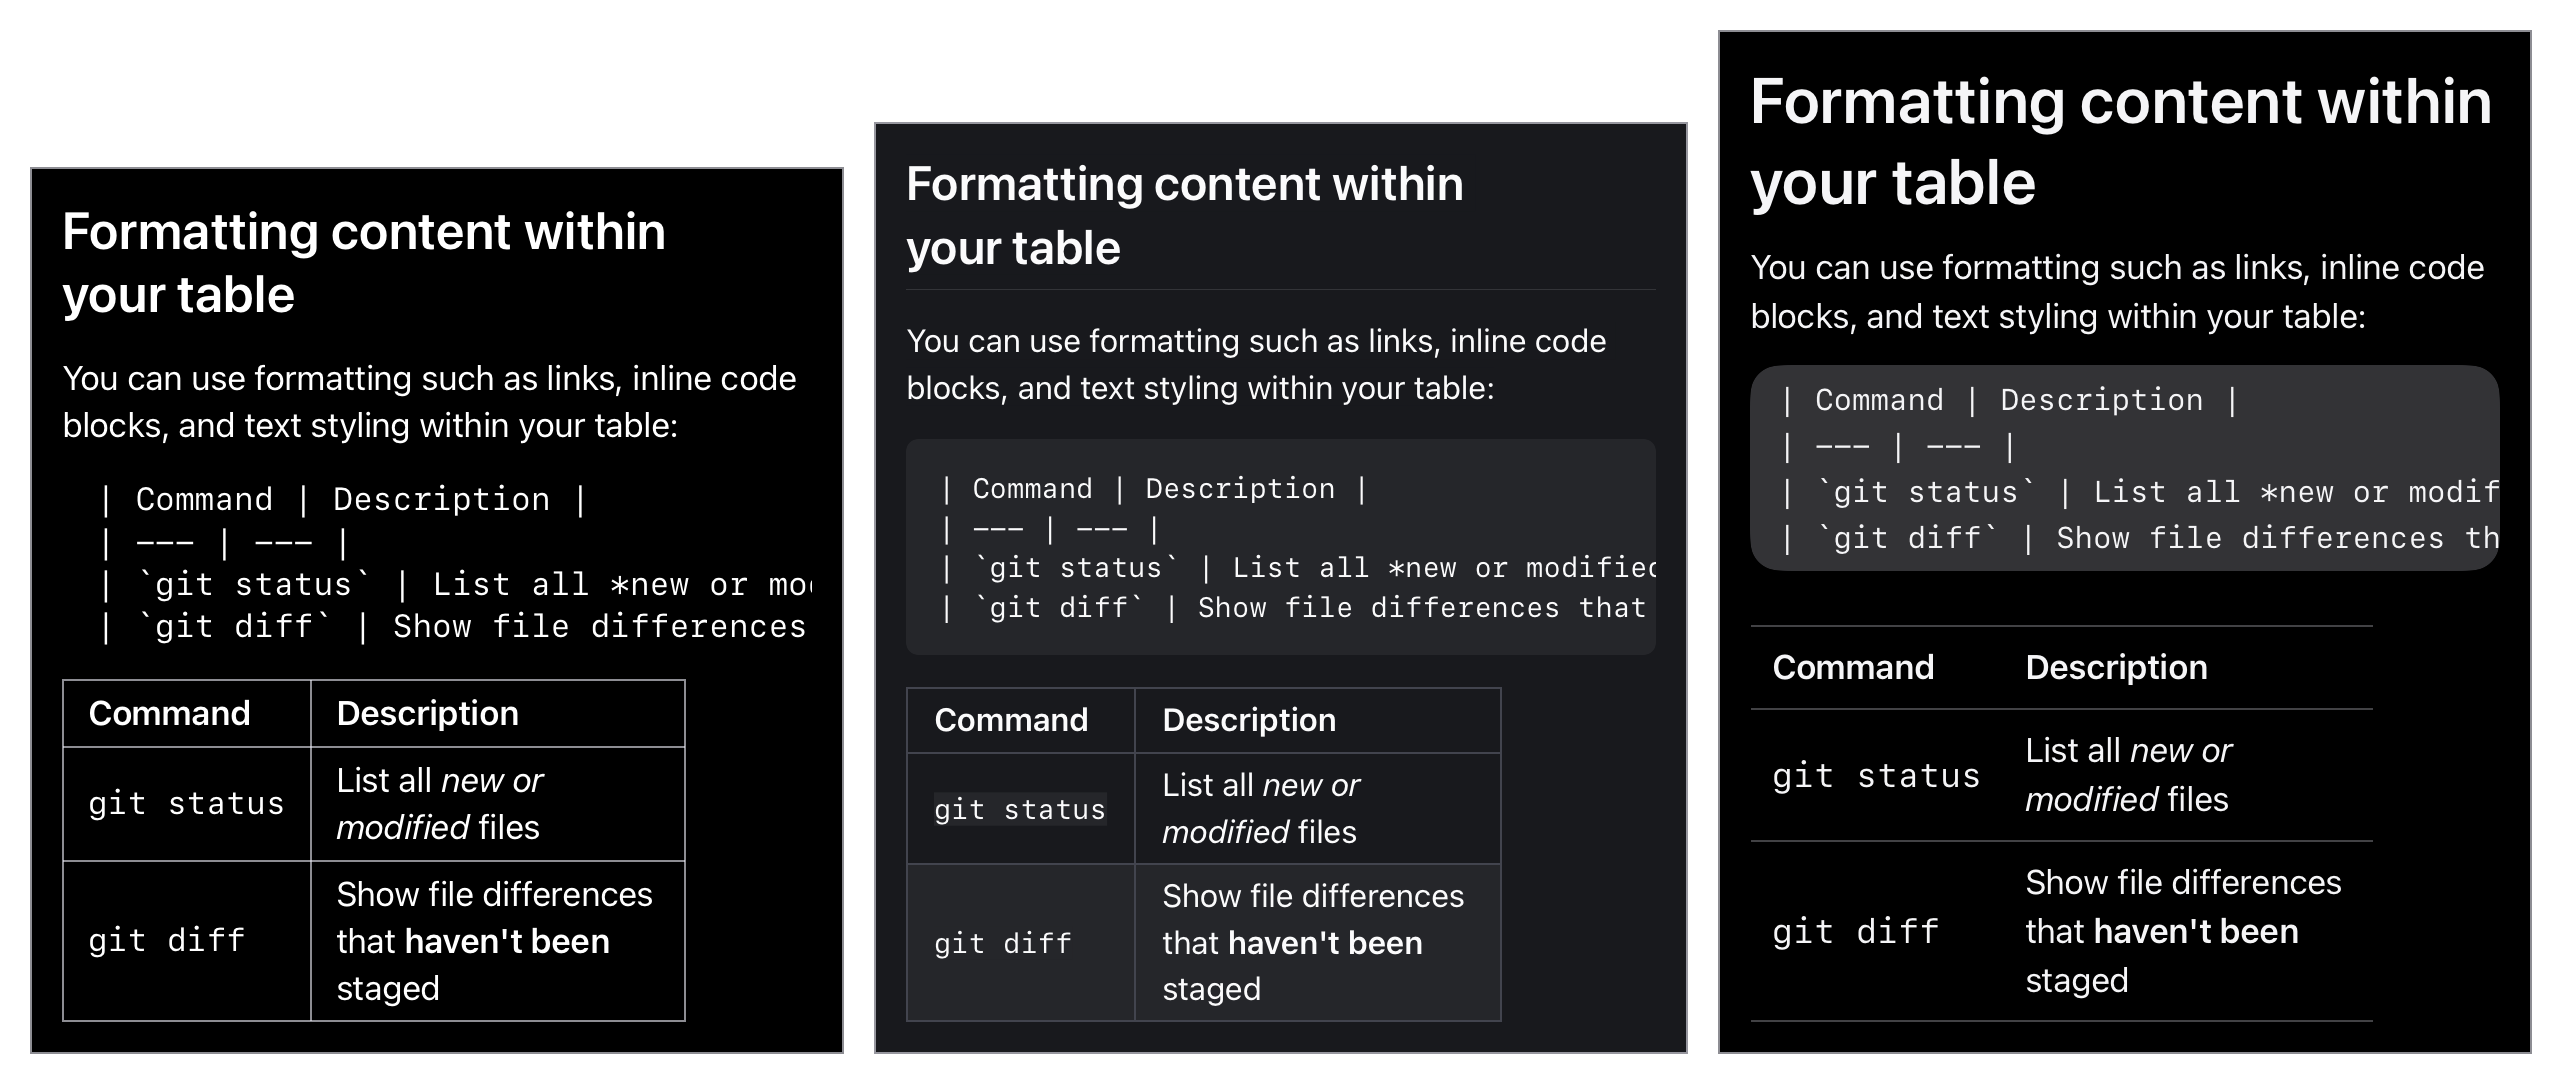 Formatting content within
your table
You can use formatting such as links, inline code
blocks, and text styling within your table:
| Command | Description |
| --- | --- |
| `git status` | List all *new or
| `git diff` | Show file differences
Command Description
git status List all new or
modified files
git diff Show file differences
that haven't been
staged
Formatting content within
your table
You can use formatting such as links, inline code
blocks, and text styling within your table:
| Command | Description |
| --- | --- |
| `git status` | List all *new or modified
| `git diff` | Show file differences that
Command Description
git status List all new or
modified files
git diff Show file differences
that haven't been
staged
Formatting content within
your table
You can use formatting such as links, inline code
blocks, and text styling within your table:
| Command | Description |
| --- | --- |
| `git status` | List all *new or modif
| `git diff` | Show file differences th
Command Description
git status List all new or
modified files
git diff Show file differences
that haven't been
staged